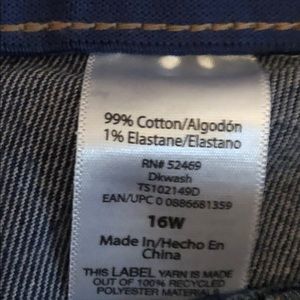 99% Cotton/Algodón
1% Elastane/Elastano
RN# 52469
Dkwash
TS102149D
EAN/UPC 0 0886681359
16W
Made In/Hecho En
China
THIS LABEL YARN IS MADE
OUT OF 100% RECYCLED
POLYESTER MATERIALS